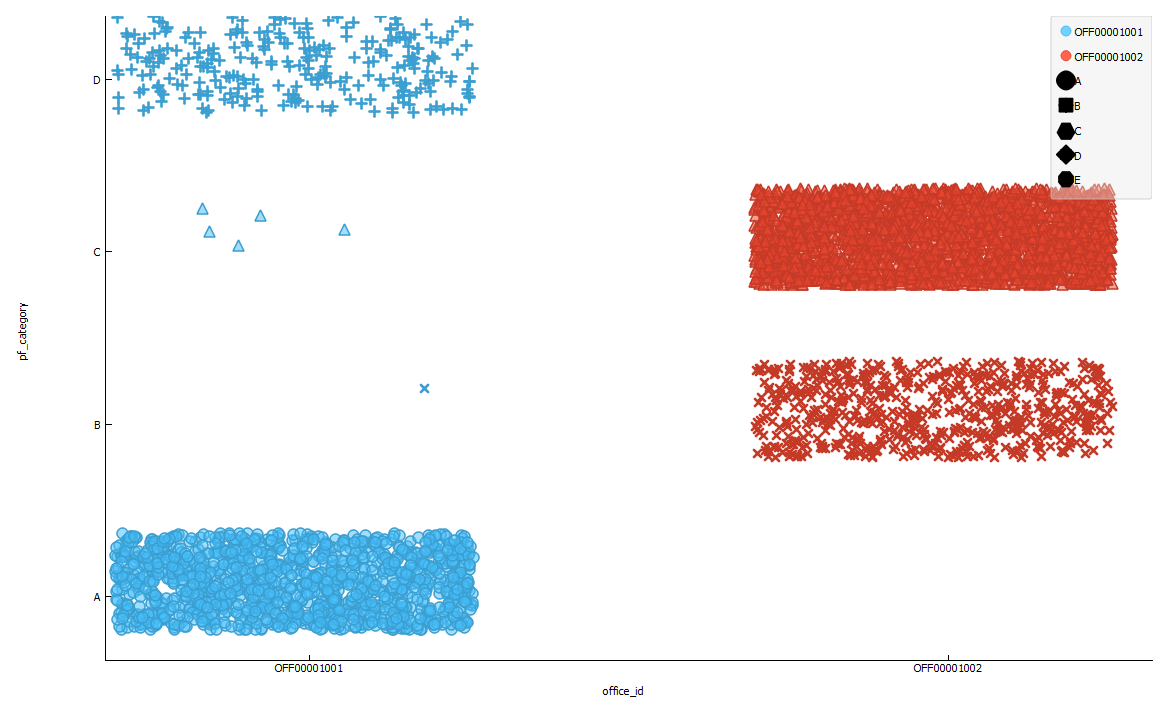 OFF00001001
OFF00001002
A
B
C
D
E
D
C
B
A
pf_category
OFF00001001
OFF00001002
office_id